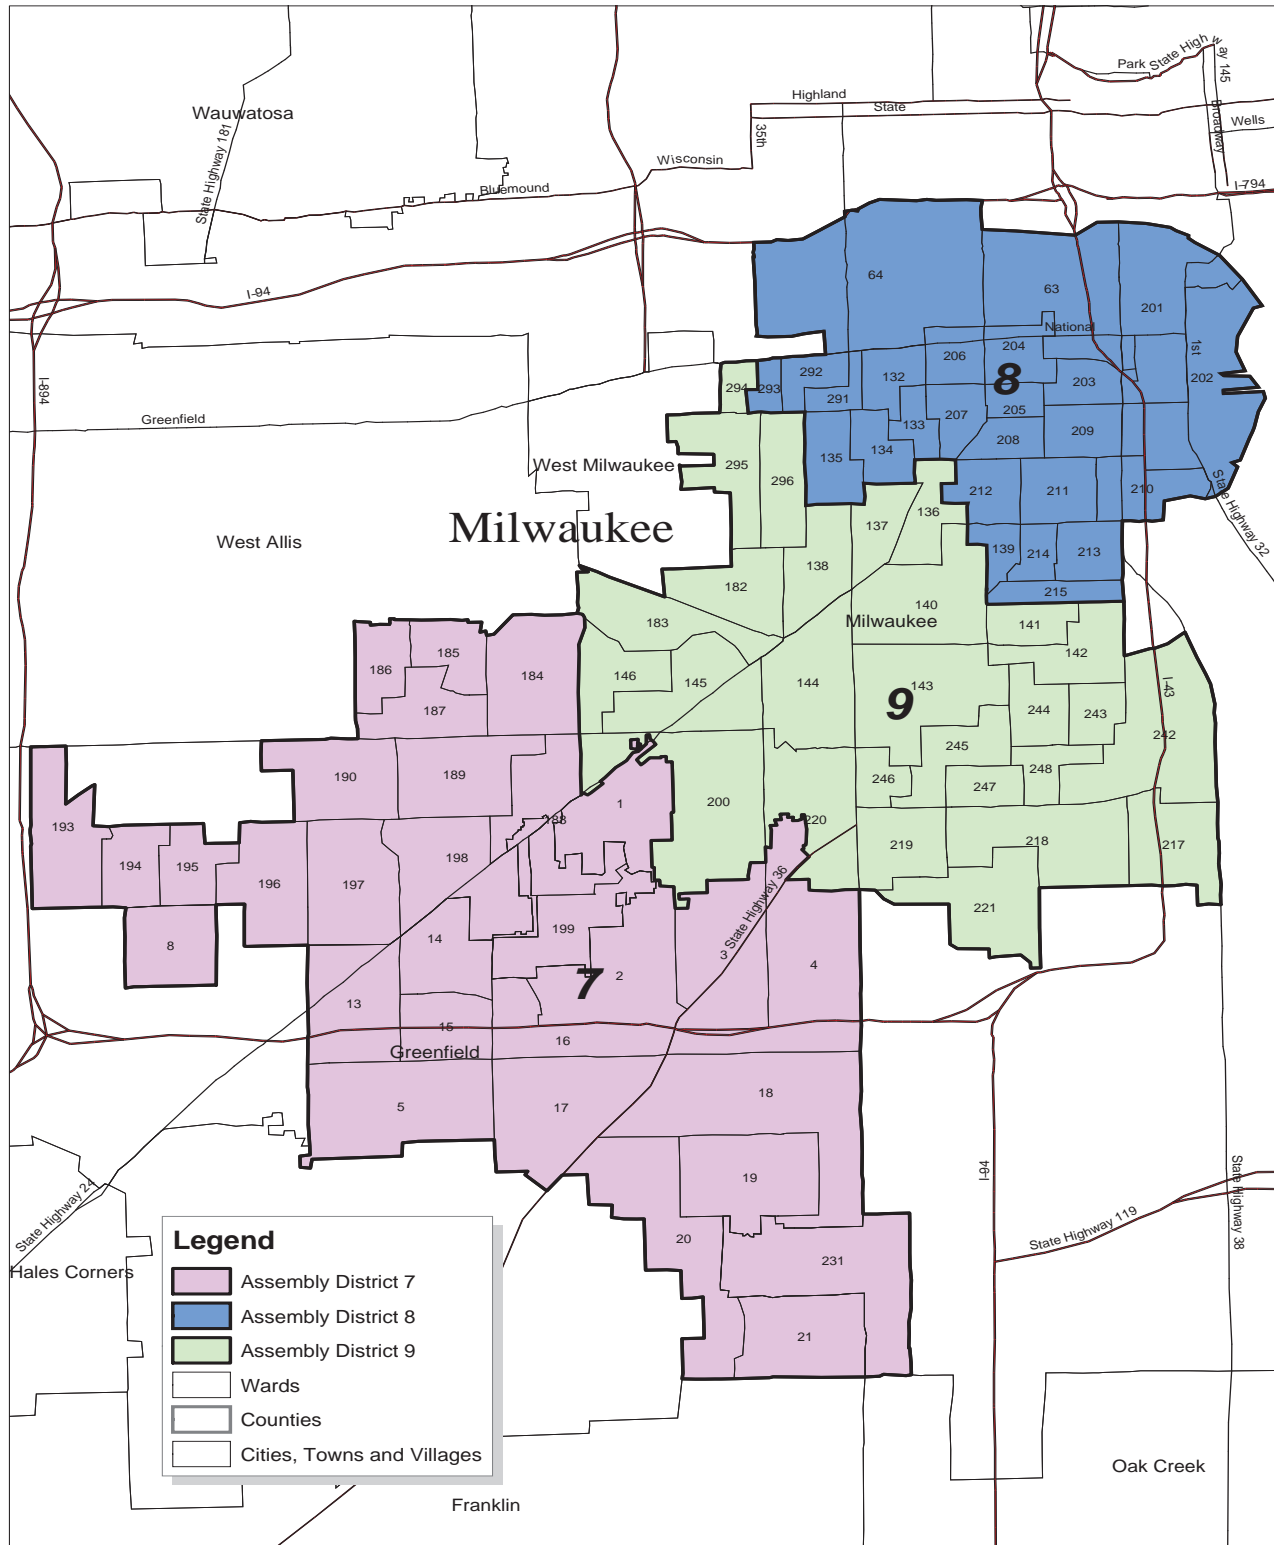 Park
State High w ay 145
Highland
State
Broadway
Wells
Wauwatosa
35th
State Highway 181
Wisconsin
Bluemound
I-794
64
I-94
63
201
National
204
1st
206
292
132
8
203
202
I-894
294
293
291
205
Greenfield
207
133
209
208
134
135
West Milwaukee
295
296
212
211
210
State Highway 32
136
Milwaukee
137
West Allis
139
214
213
138
182
215
140
183
Milwaukee
141
142
185
186
184
146
145
144
143
I-43
187
9
244
243
242
245
190
189
246
247
248
1
200
188
220
193
194
195
198
219
218
217
196
197
State Highway 36
221
8
14
199
3
4
2
7
13
15
16
Greenfield
5
17
18
19
I-94
State Highway 24
State Highway 119
State Highway 38
20
231
21
Hales Corners
Legend
Assembly District 7
Assembly District 8
Assembly District 9
Wards
Counties
Cities, Towns and Villages
Oak Creek
Franklin